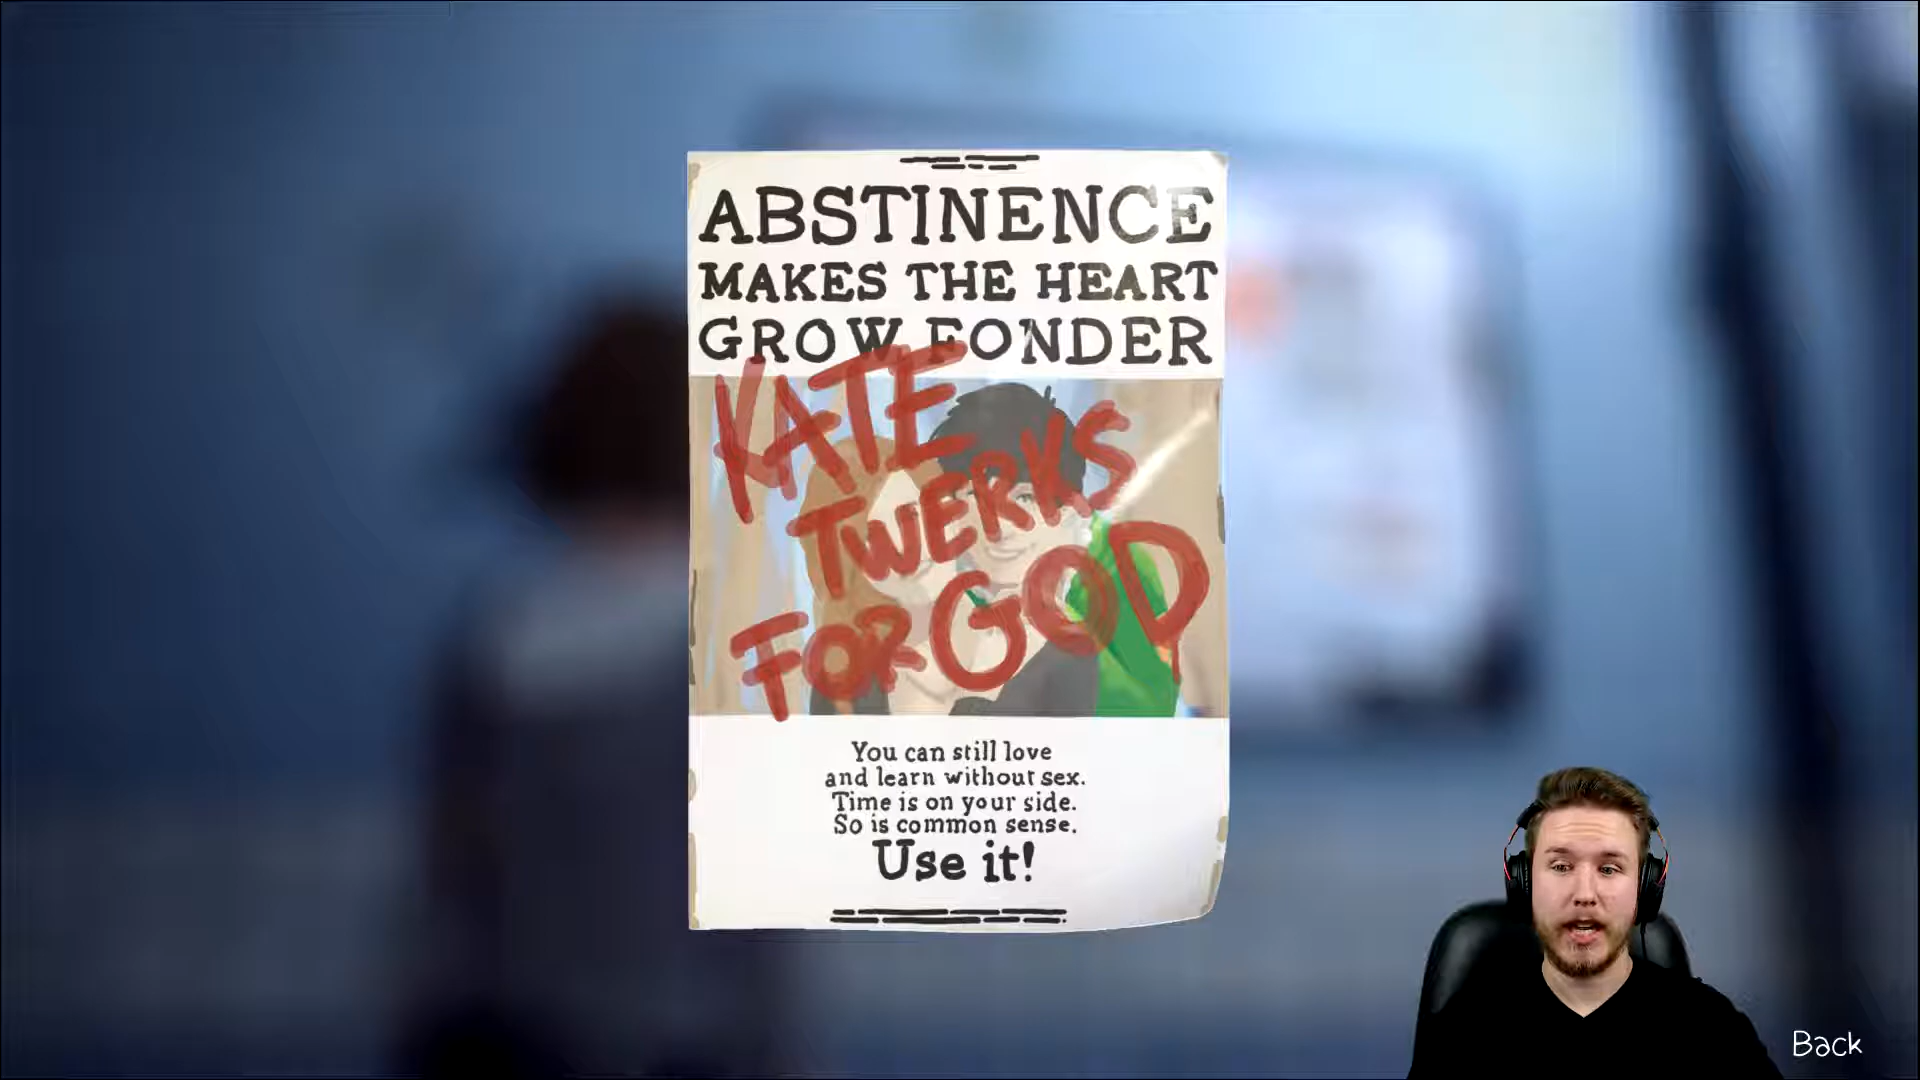 ABSTINENCE
MAKES THE HEART
GROW FONDER
KATE
TWERKS
FOR GOD
You can still love
and learn without sex.
Time is on your side.
So is common sense.
Use it!
Back